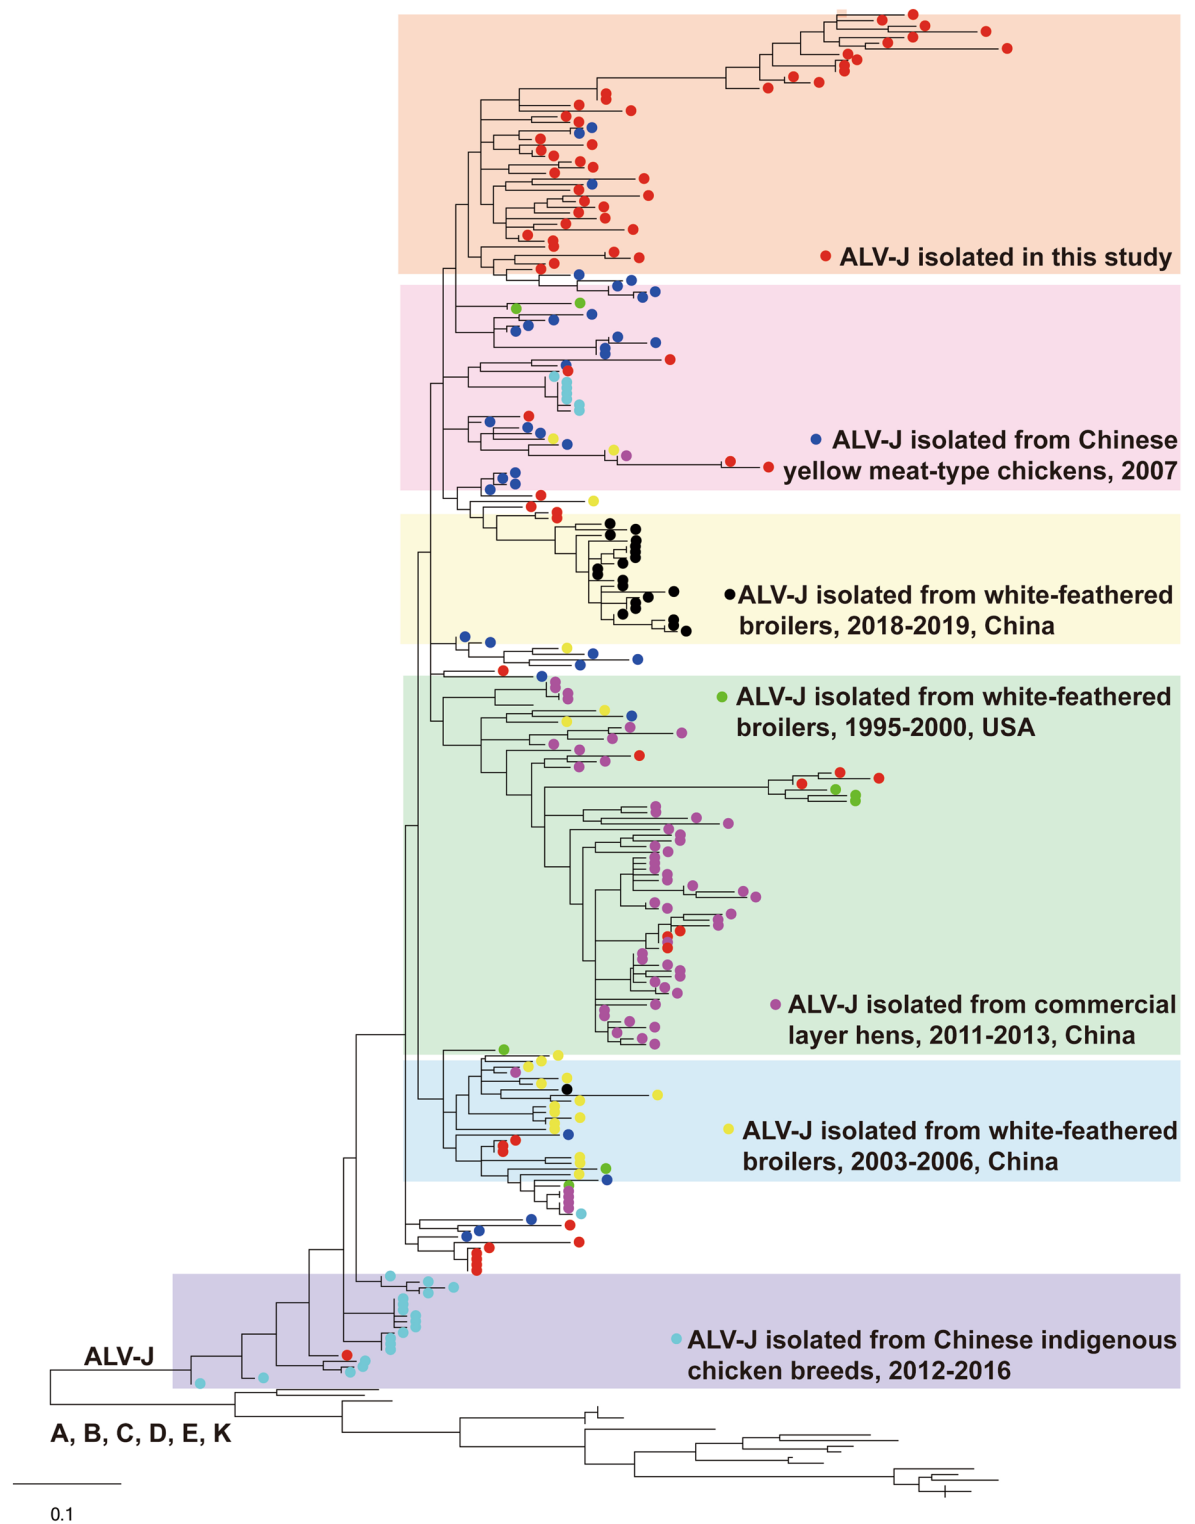 ALV-J isolated in this study
ALV-J isolated from Chinese
yellow meat-type chickens, 2007
ALV-J isolated from white-feathered
broilers, 2018-2019, China
ALV-J isolated from white-feathered
broilers, 1995-2000, USA
ALV-J isolated from commercial
layer hens, 2011-2013, China
ALV-J isolated from white-feathered
broilers, 2003-2006, China
ALV-J isolated from Chinese indigenous
chicken breeds, 2012-2016
ALV-J
A, B, C, D, E, K
0.1